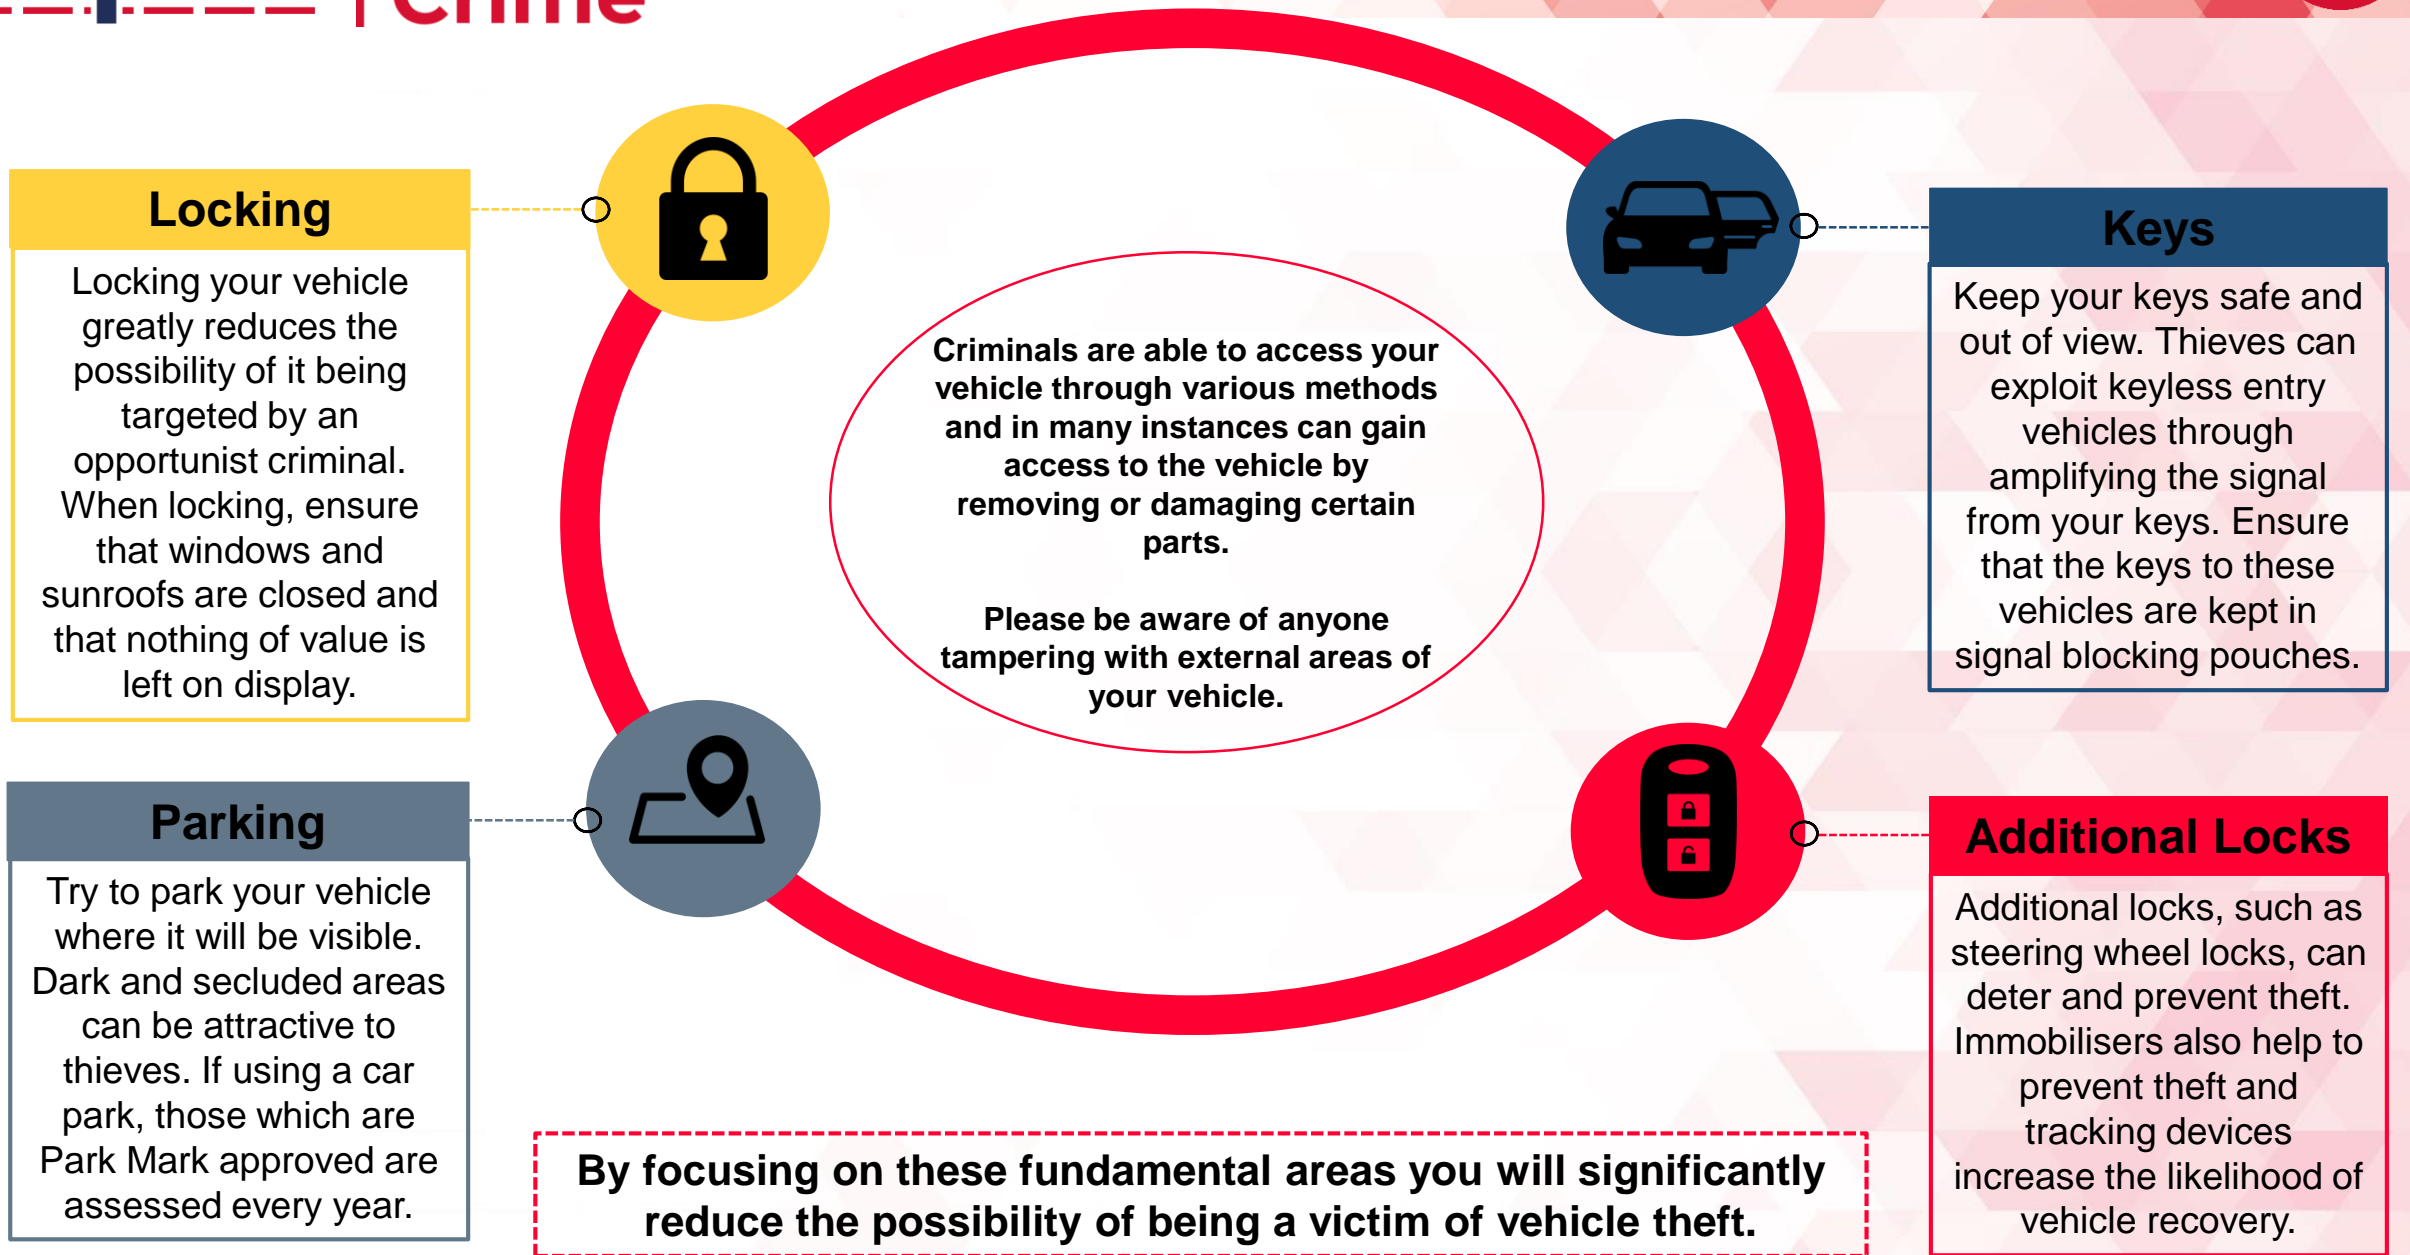 Crime
Locking
Locking your vehicle
greatly reduces the
possibility of it being
targeted by an
opportunist criminal.
When locking, ensure
that windows and
sunroofs are closed and
that nothing of value is
left on display.
Parking
Try to park your vehicle
where it will be visible.
Dark and secluded areas
can be attractive to
thieves. If using a car
park, those which are
Park Mark approved are
assessed every year.
Criminals are able to access your
vehicle through various methods
and in many instances can gain
access to the vehicle by
removing or damaging certain
parts.
Please be aware of anyone
tampering with external areas of
your vehicle.
Keys
Keep your keys safe and
out of view. Thieves can
exploit keyless entry
vehicles through
amplifying the signal
from your keys. Ensure
that the keys to these
vehicles are kept in
signal blocking pouches.
Additional Locks
Additional locks, such as
steering wheel locks, can
deter and prevent theft.
Immobilisers also help to
prevent theft and
tracking devices
increase the likelihood of
vehicle recovery.
By focusing on these fundamental areas you will significantly
reduce the possibility of being a victim of vehicle theft.